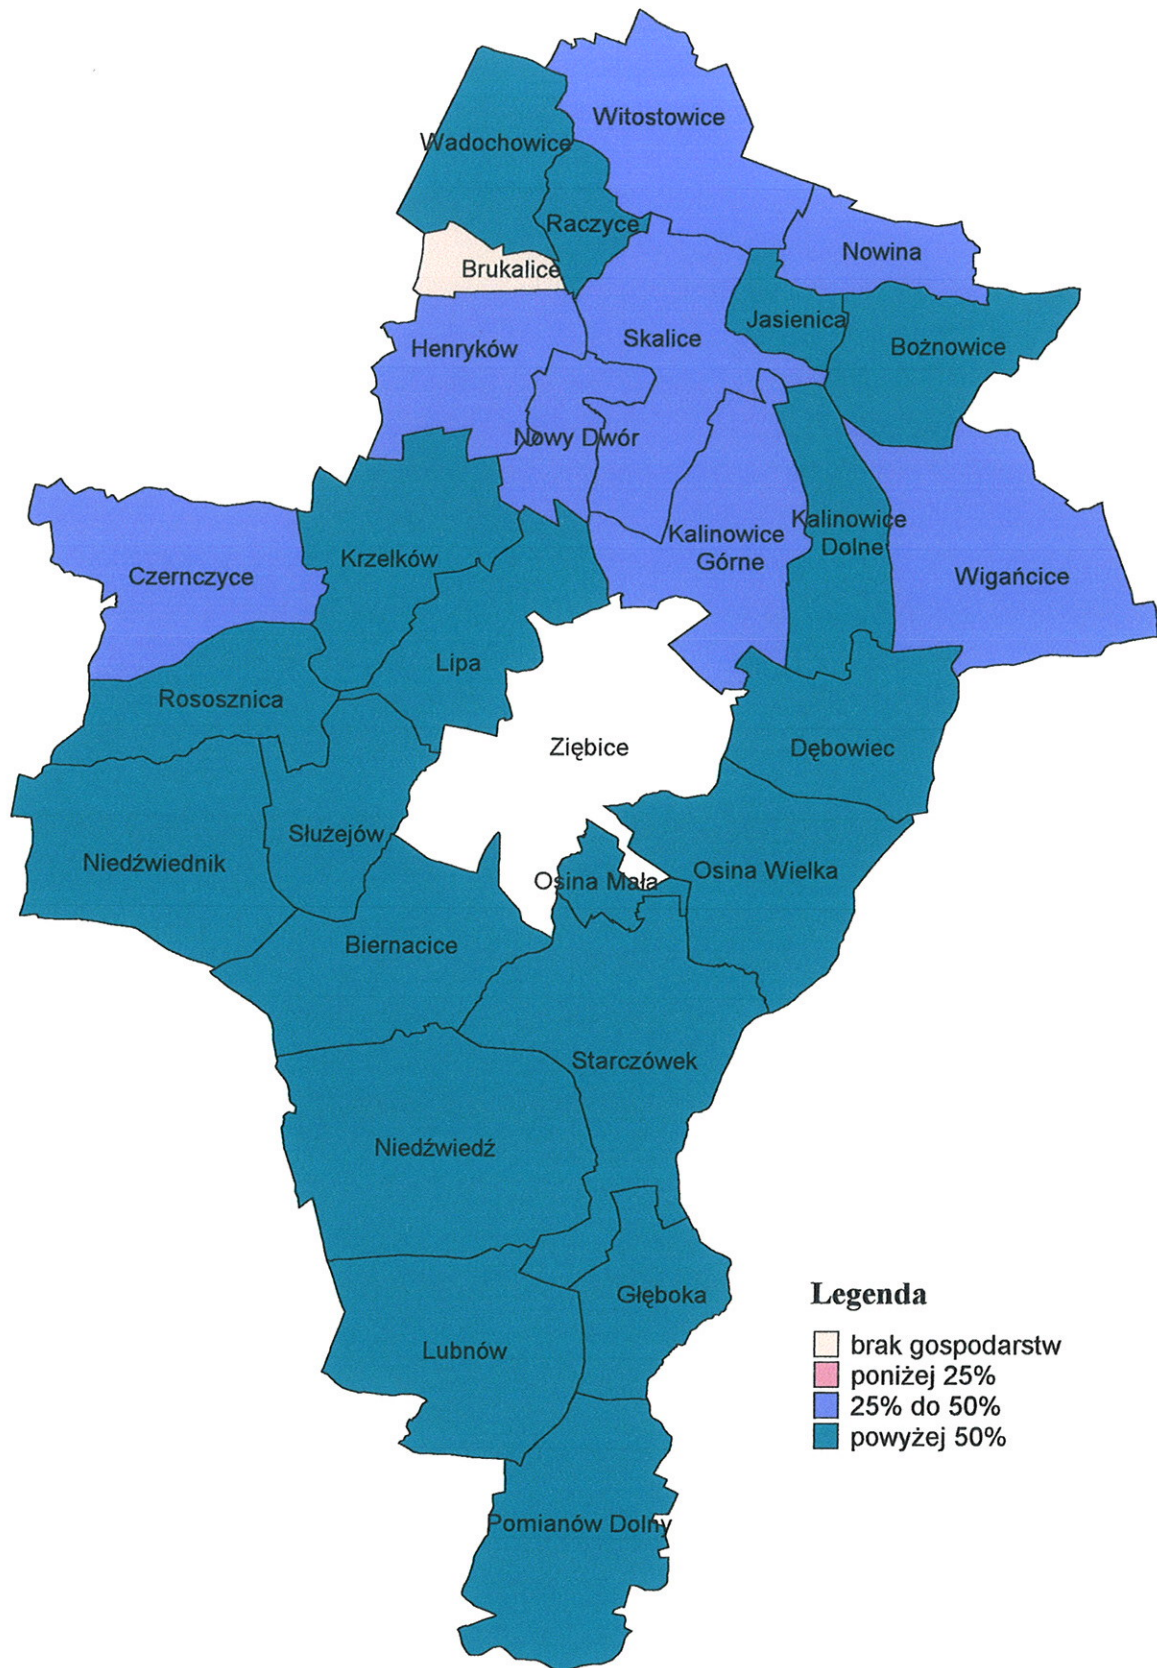 Witostowice
Wadochowice
Raczyce
Nowina
Brukalice
Jasienica
Skalice
Bożnowice
Henryków
Nowy Dwór
Kalinowice
Dolne
Kalinowice
Górne
Krzelków
Czernczyce
Wigańcice
Lipa
Rososznica
Ziębice
Dębowiec
Służejów
Niedźwiednik
Osina Wielka
Osina Mała
Biernacice
Starczówek
Niedźwiedź
Głęboka
Lubnów
Pomianów Dolny
Legenda
brak gospodarstw
poniżej 25%
25% do 50%
powyżej 50%